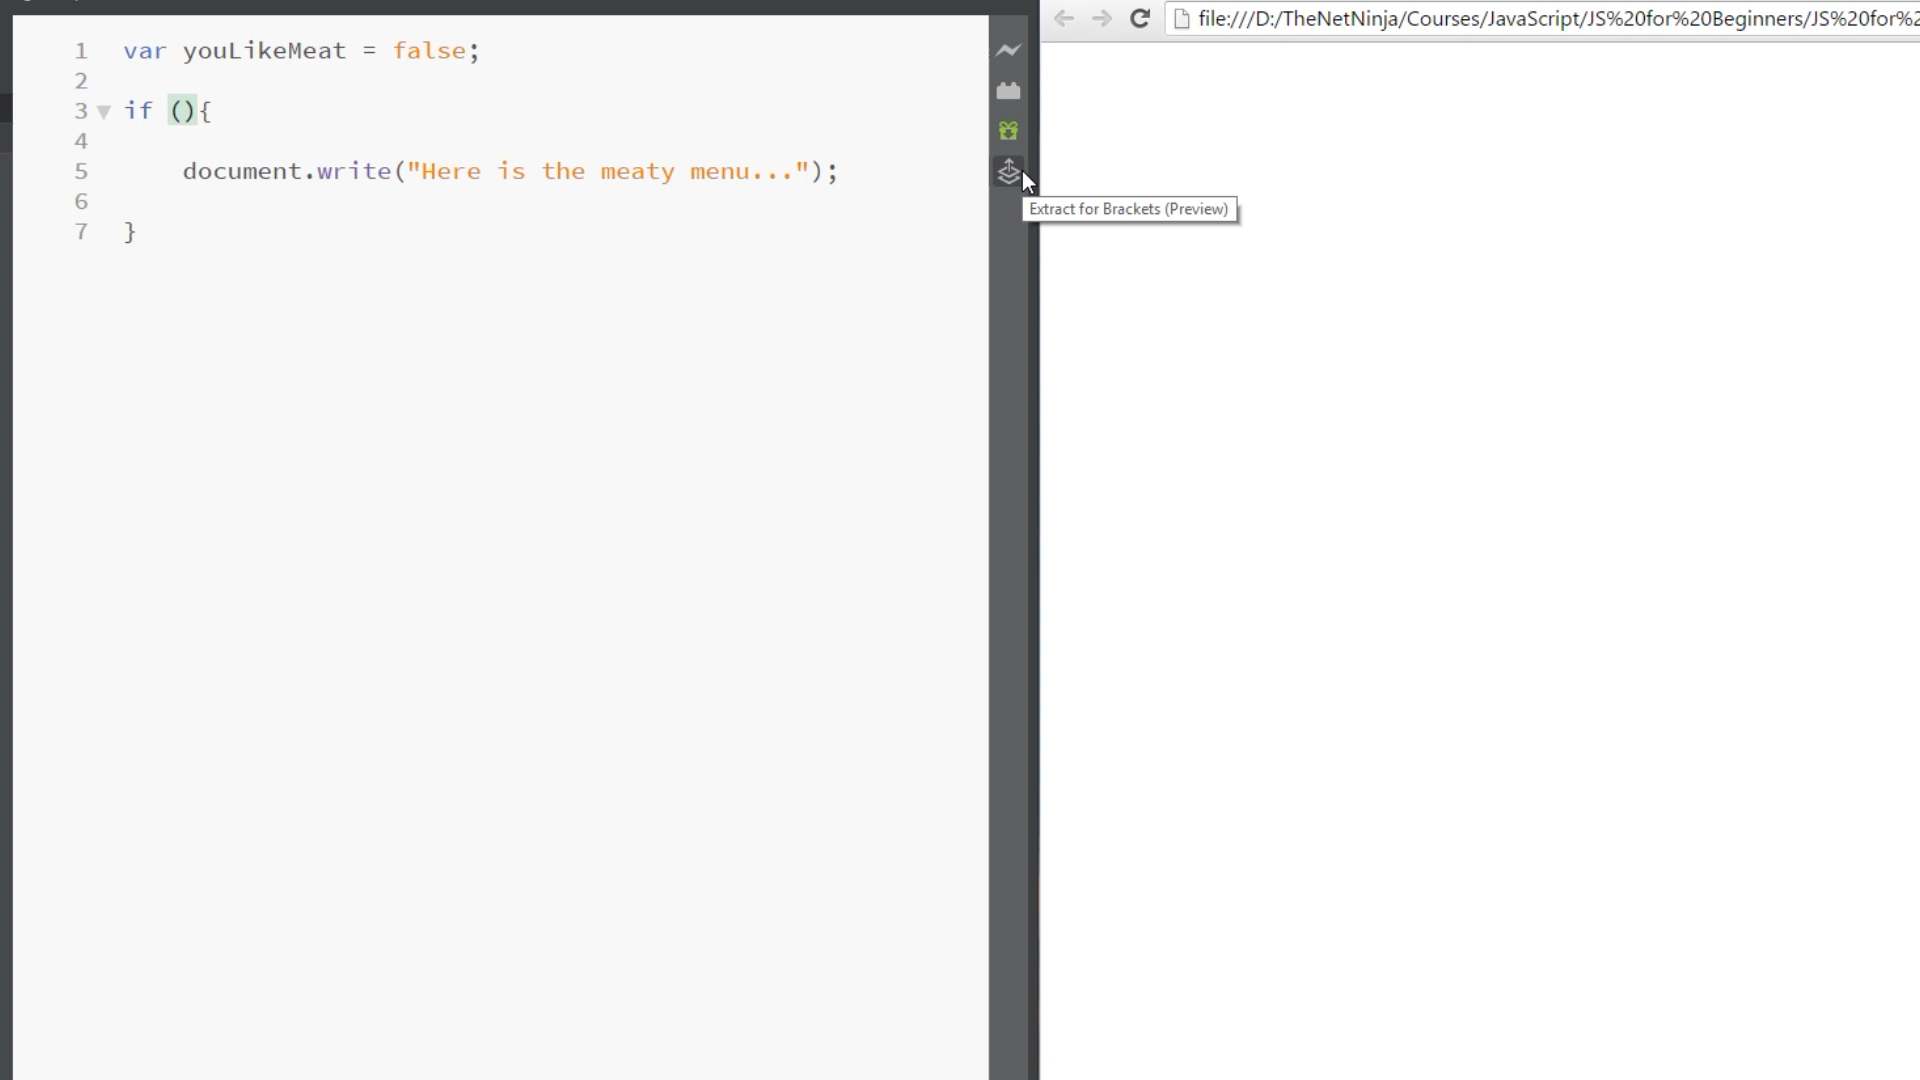 1 var youLikeMeat = false;
2
3 if (){
4
5 document.write("Here is the meaty menu...");
6
7 }
file:///D:/TheNetNinja/Courses/JavaScript/JS%20for%20Beginners/JS%20for%2
Extract for Brackets (Preview)